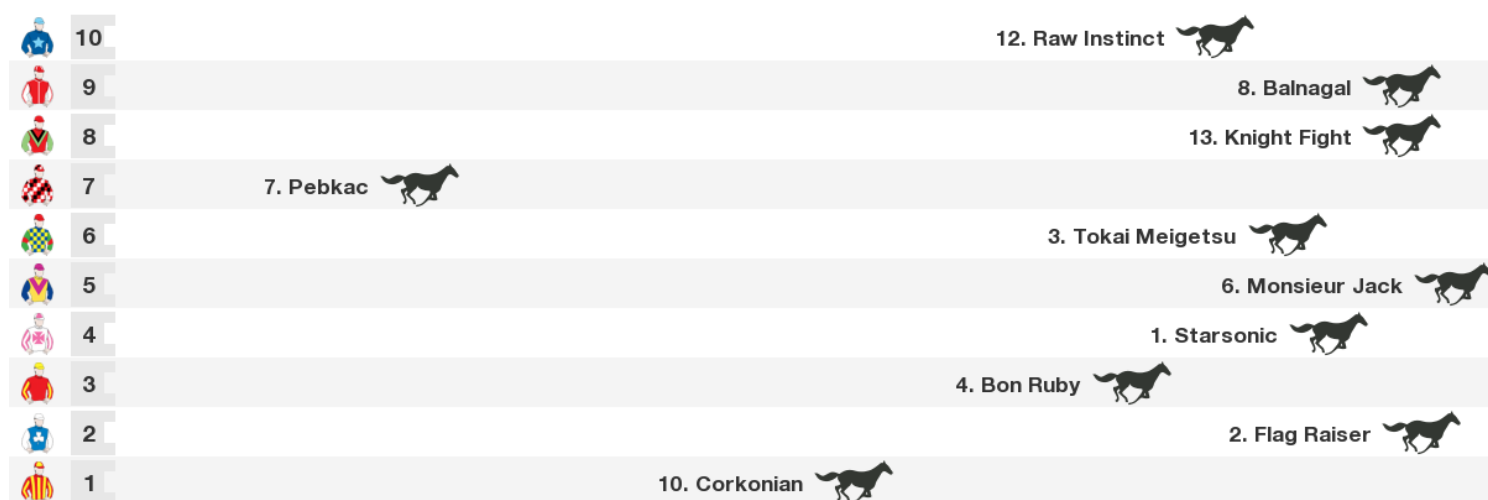 10 12. Raw Instinct
9 8. Balnagal
8 13. Knight Fight
7 7. Pebkac
6 3. Tokai Meigetsu
5 6. Monsieur Jack
4 1. Starsonic
3 4. Bon Ruby
2 2. Flag Raiser
1 10. Corkonian